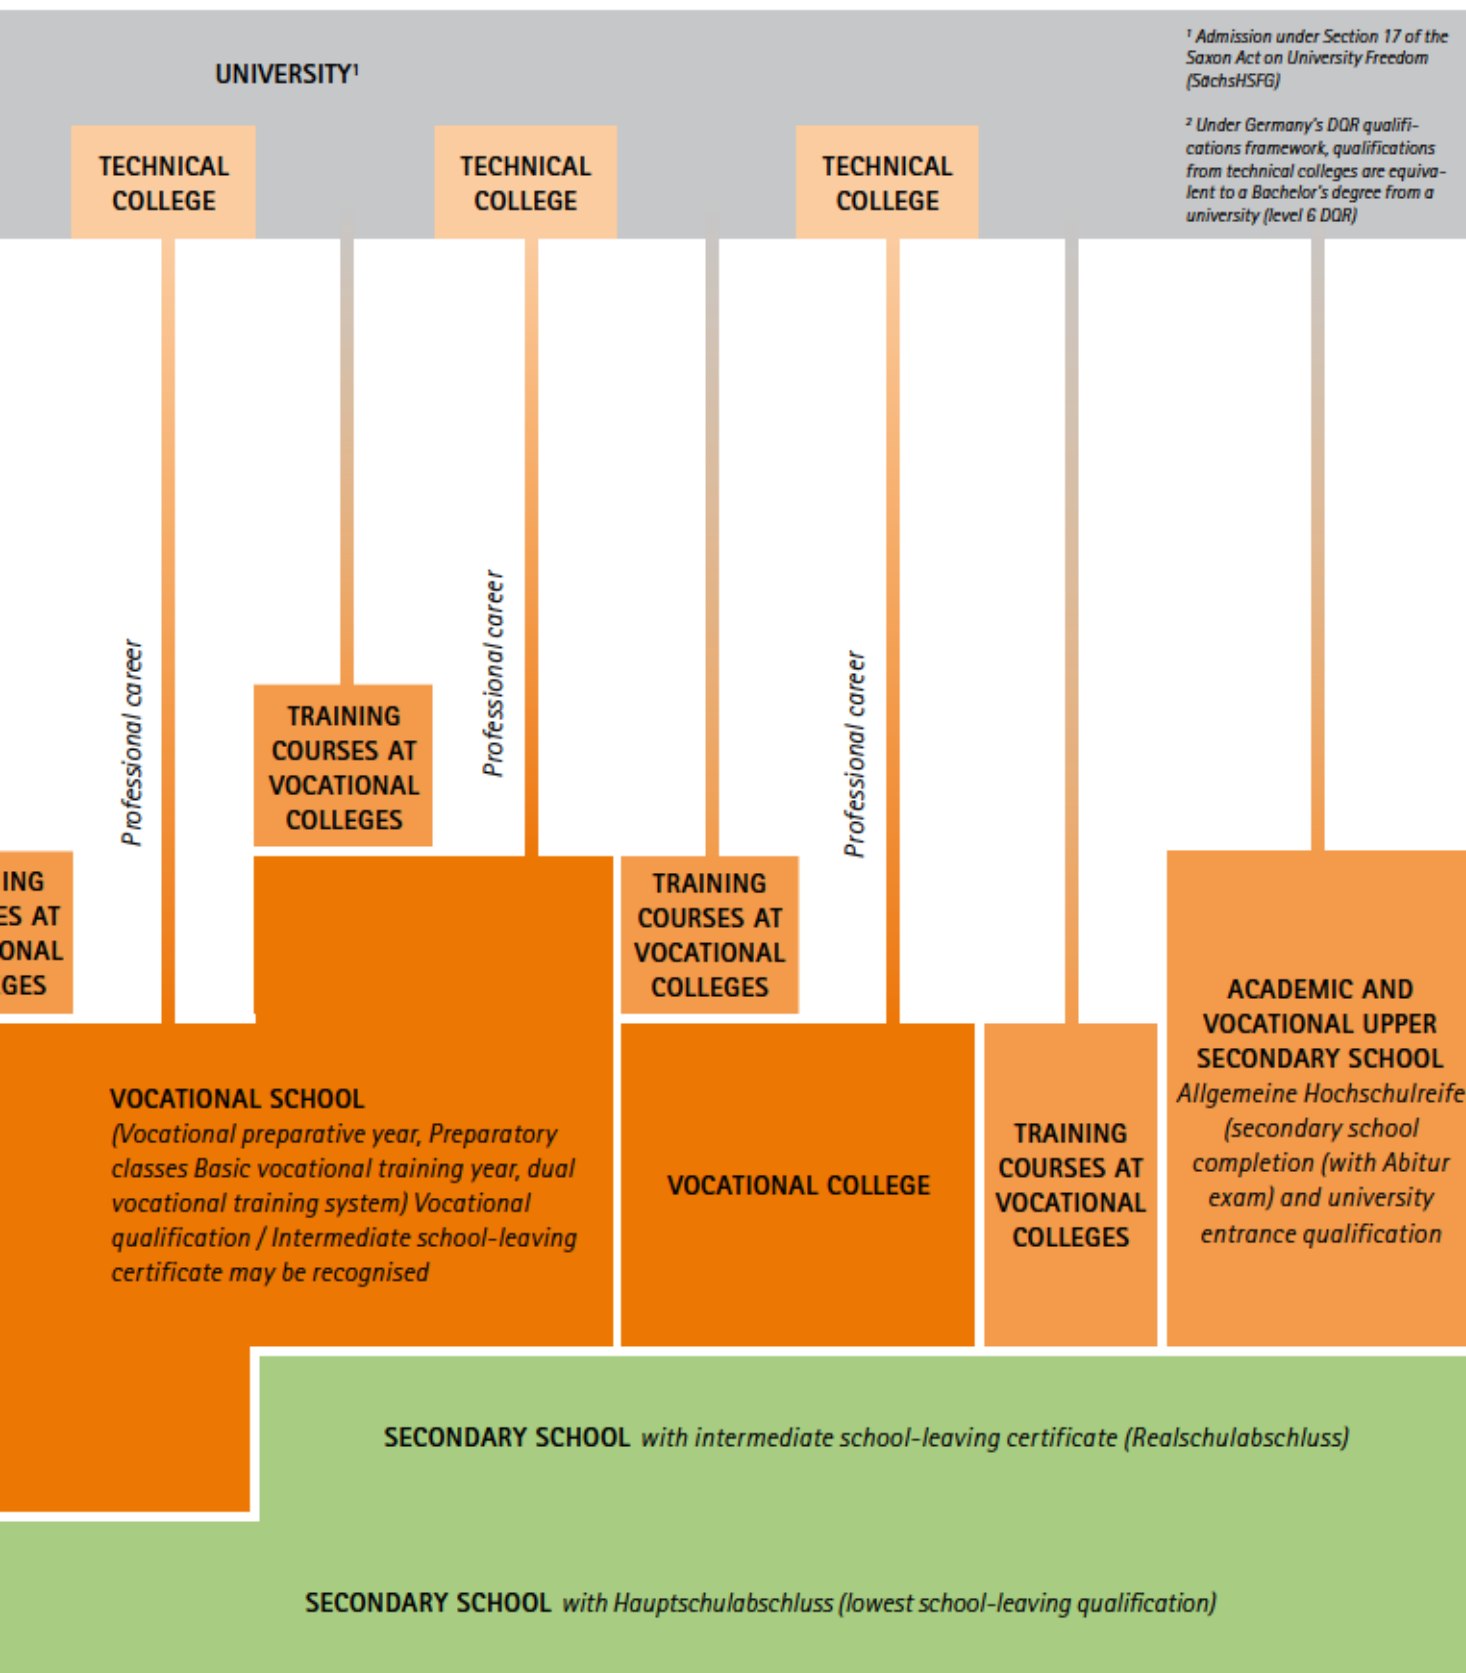 UNIVERSITY¹
¹ Admission under Section 17 of the
Saxon Act on University Freedom
(SächsHSFG)
² Under Germany's DQR qualifi-
cations framework, qualifications
from technical colleges are equiva-
lent to a Bachelor's degree from a
university (level 6 DQR)
TECHNICAL
COLLEGE
TECHNICAL
COLLEGE
TECHNICAL
COLLEGE
Professional career
Professional career
Professional career
TRAINING
COURSES AT
VOCATIONAL
COLLEGES
ING
ES AT
ONAL
GES
TRAINING
COURSES AT
VOCATIONAL
COLLEGES
VOCATIONAL SCHOOL
(Vocational preparative year, Preparatory
classes Basic vocational training year, dual
vocational training system) Vocational
qualification / Intermediate school-leaving
certificate may be recognised
VOCATIONAL COLLEGE
TRAINING
COURSES AT
VOCATIONAL
COLLEGES
ACADEMIC AND
VOCATIONAL UPPER
SECONDARY SCHOOL
Allgemeine Hochschulreife
(secondary school
completion (with Abitur
exam) and university
entrance qualification
SECONDARY SCHOOL with intermediate school-leaving certificate (Realschulabschluss)
SECONDARY SCHOOL with Hauptschulabschluss (lowest school-leaving qualification)